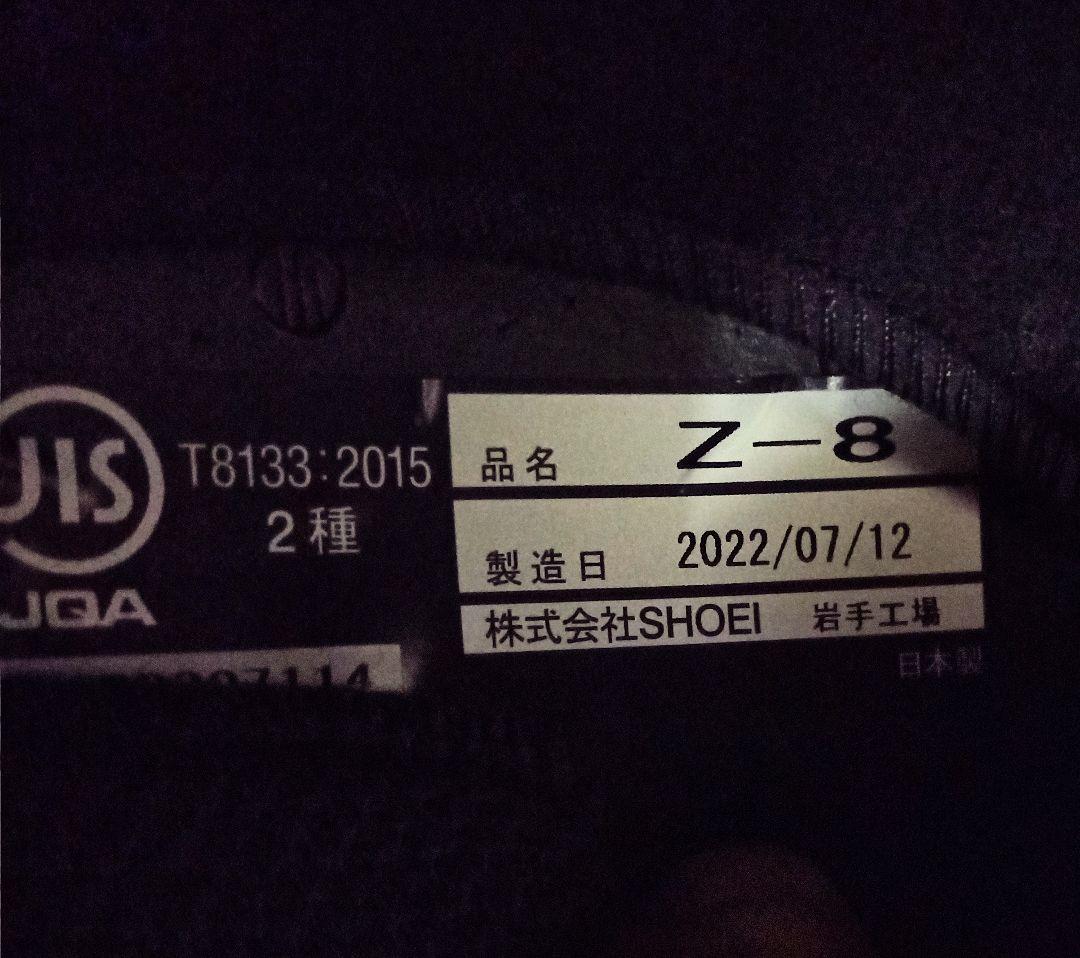 JIS
T8133:2015
2種
JQA
品名 Z-8
製造日 2022/07/12
株式会社SHOEI 岩手工場
日本製